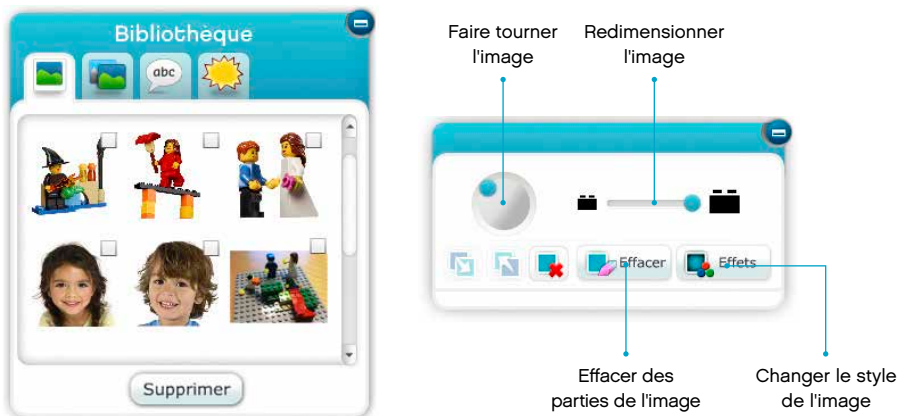 Bibliothèque
abc
Supprimer
Faire tourner
l'image
Redimensionner
l'image
Effacer
Effets
Effacer des
parties de l'image
Changer le style
de l'image